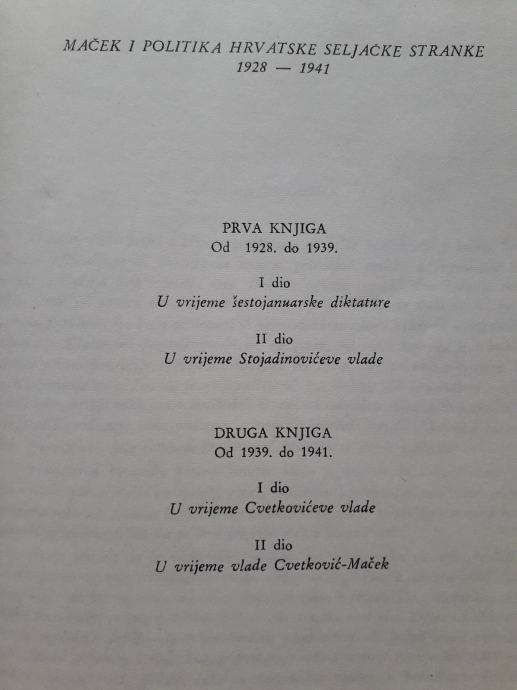 MAČEK I POLITIKA HRVATSKE SELJAČKE STRANKE
1928 — 1941
PRVA KNJIGA
Od 1928. do 1939.
I dio
U vrijeme šestojanuarske diktature
II dio
U vrijeme Stojadinovićeve vlade
DRUGA KNJIGA
Od 1939. do 1941.
I dio
U vrijeme Cvetkovićeve vlade
II dio
U vrijeme vlade Cvetković-Maček